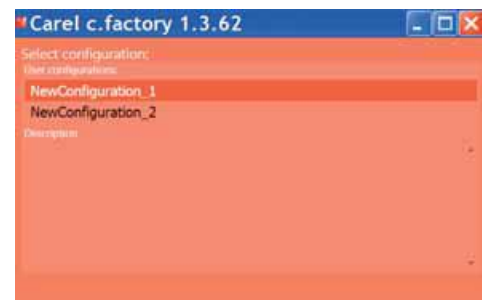 Carel c.factory 1.3.62
Select configuration:
User configurations:
NewConfiguration_1
NewConfiguration_2
Description